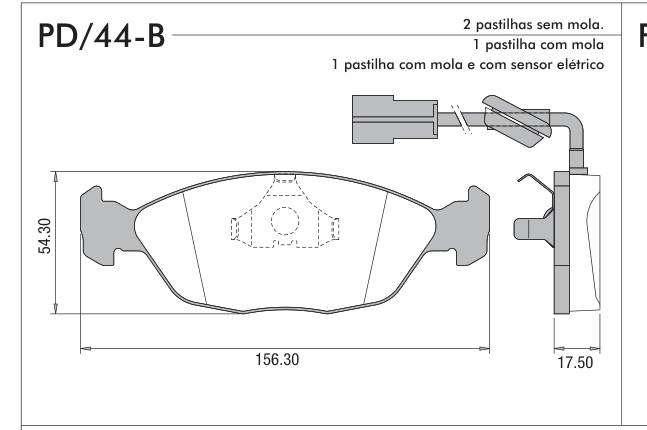 PD/44-B
2 pastilhas sem mola.
1 pastilha com mola
1 pastilha com mola e com sensor elétrico
54.30
156.30
17.50